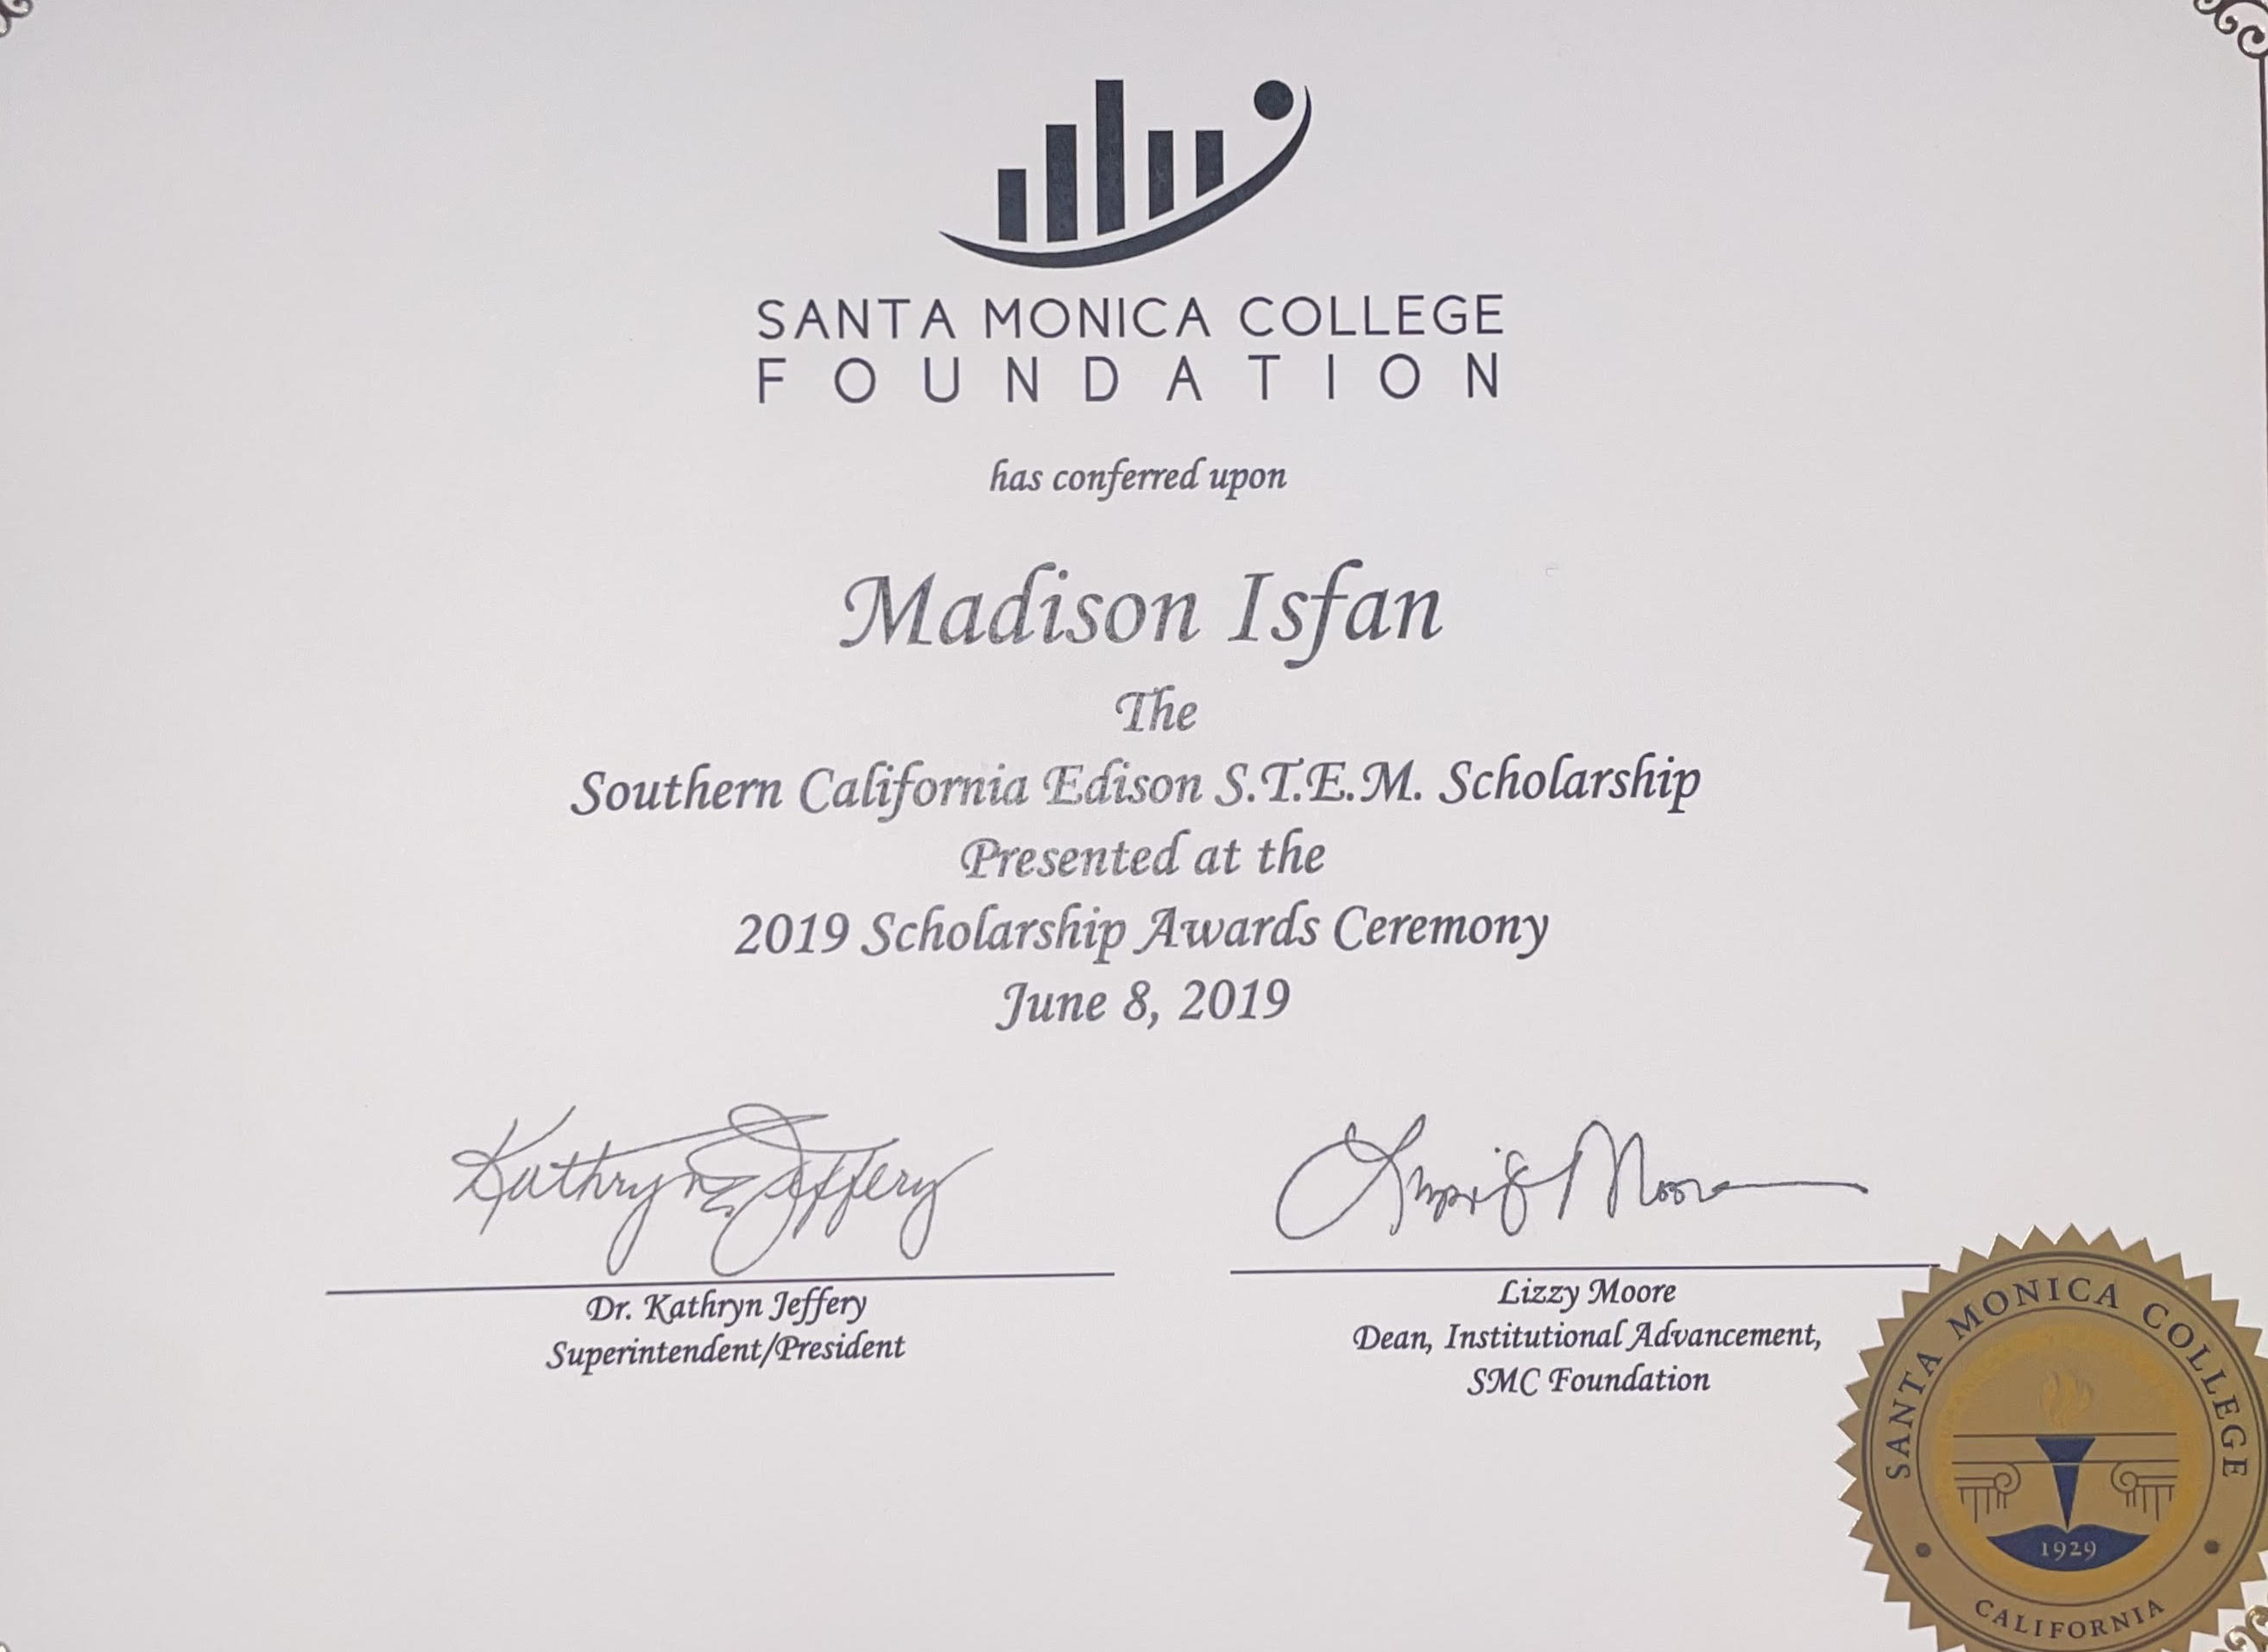 SANTA MONICA COLLEGE
FOUNDATION
has conferred upon
Madison Isfan
The
Southern California Edison S.T.E.M. Scholarship
Presented at the
2019 Scholarship Awards Ceremony
June 8, 2019
Kathryn E Jeffery
Lizzy Moore
Dr. Kathryn Jeffery
Superintendent/President
Lizzy Moore
Dean, Institutional Advancement,
SMC Foundation
SANTA MONICA COLLEGE
1929
CALIFORNIA